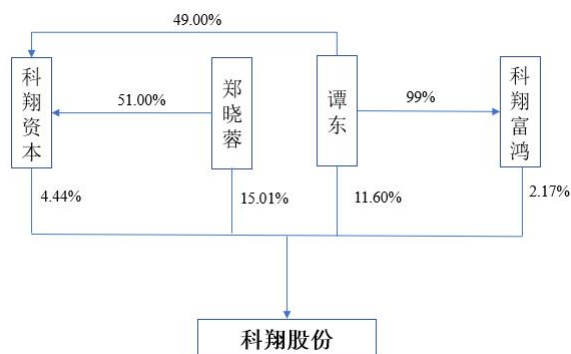 49.00%
科翔资本
51.00%
郑晓蓉
谭东
99%
科翔富鸿
4.44%
15.01%
11.60%
2.17%
科翔股份